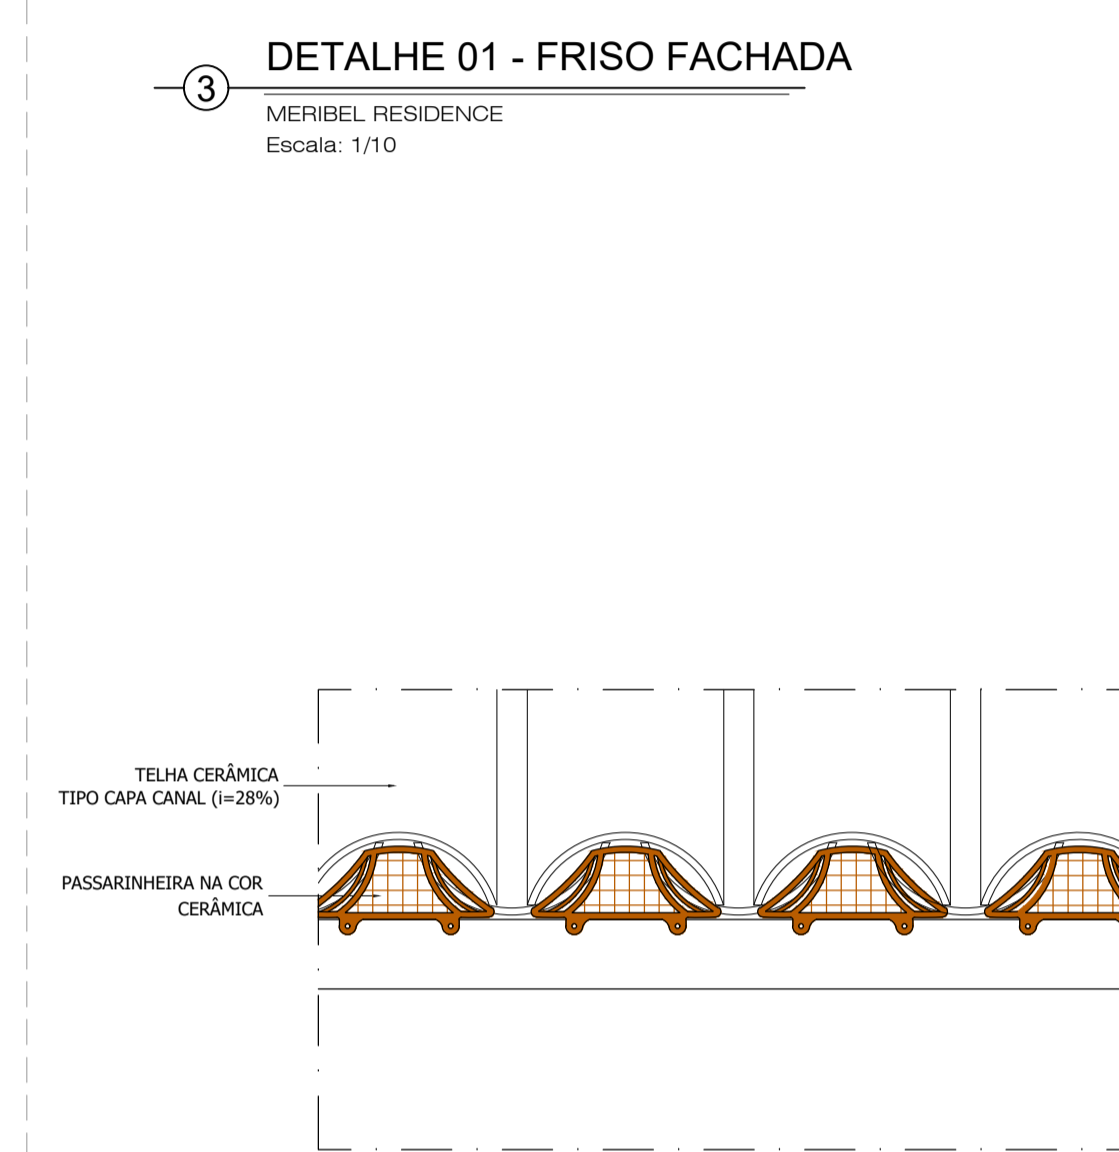 DETALHE 01 - FRISO FACHADA
3
MERIBEL RESIDENCE
Escala: 1/10
TELHA CERÂMICA
TIPO CAPA CANAL (i=28%)
PASSARINHEIRA NA COR
CERÂMICA